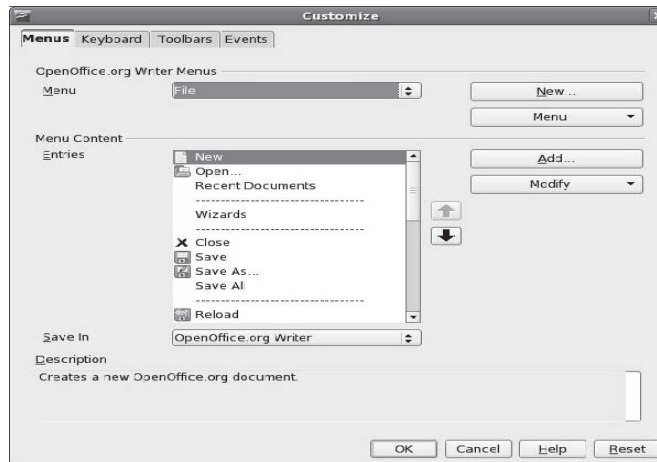 Customize
Menus Keyboard Toolbars Events
OpenOffice.org Writer Menus
Menu File New...
Menu
Menu Content
Entries New Add...
Open... Modify
Recent Documents
------------------------------
Wizards
------------------------------
Close
Save
Save As...
Save All
------------------------------
Reload
Save In OpenOffice.org Writer
Description
Creates a new OpenOffice.org document.
OK Cancel Help Reset